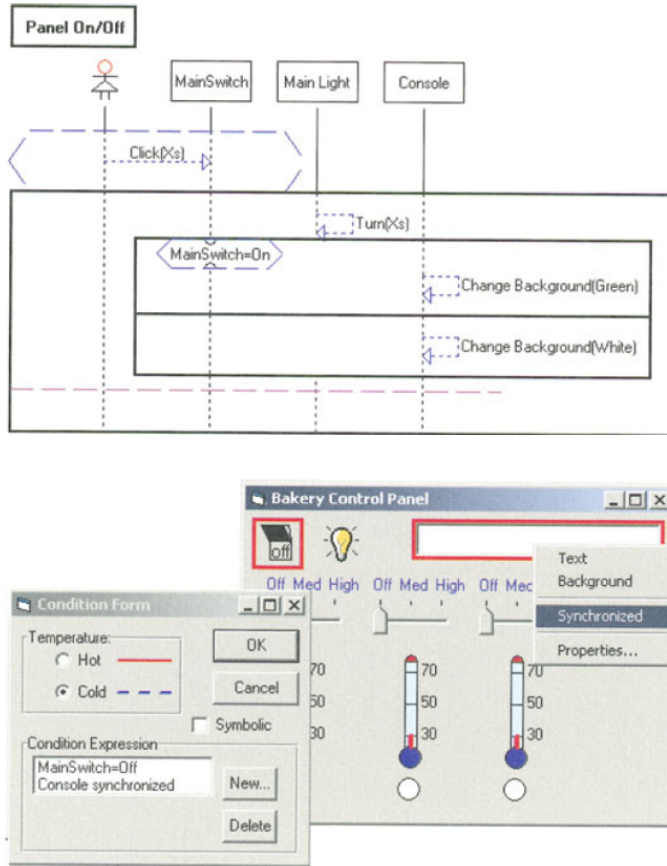 Panel On/Off
MainSwitch
Main Light
Console
Click(Xs)
Turn(Xs)
MainSwitch=On
Change Background(Green)
Change Background(White)
Bakery Control Panel
off
Text
Background
Synchronized
Properties...
Off Med High
Off Med High
Off Med
70
50
30
70
50
30
70
50
30
Condition Form
Temperature:
Hot
Cold
OK
Cancel
Symbolic
Condition Expression
MainSwitch=Off
Console synchronized
New...
Delete